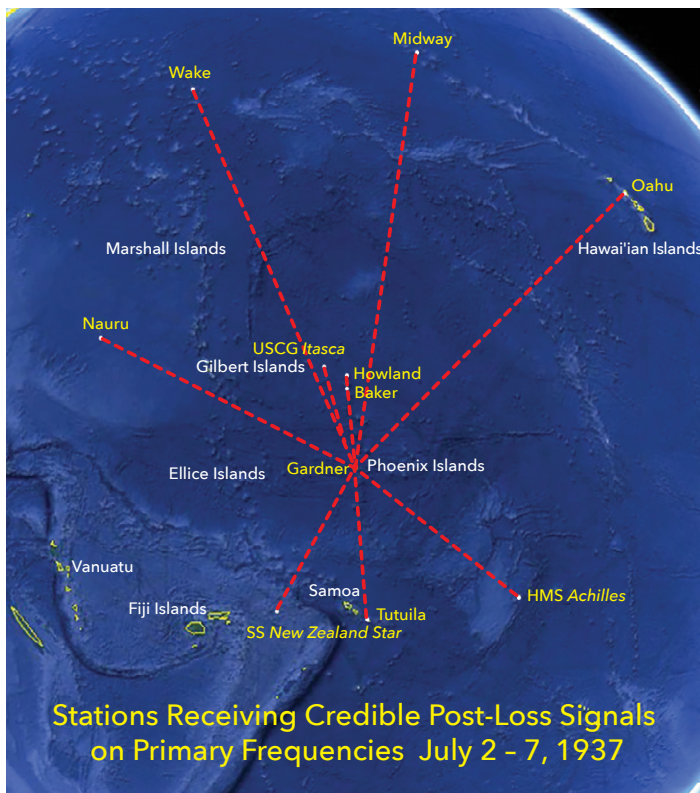 Midway
Wake
Oahu
Marshall Islands
Hawai'ian Islands
Nauru
USCG Itasca
Gilbert Islands
Howland
Baker
Gardner
Phoenix Islands
Ellice Islands
Vanuatu
Samoa
HMS Achilles
Fiji Islands
Tutuila
SS New Zealand Star
Stations Receiving Credible Post-Loss Signals
on Primary Frequencies July 2 – 7, 1937